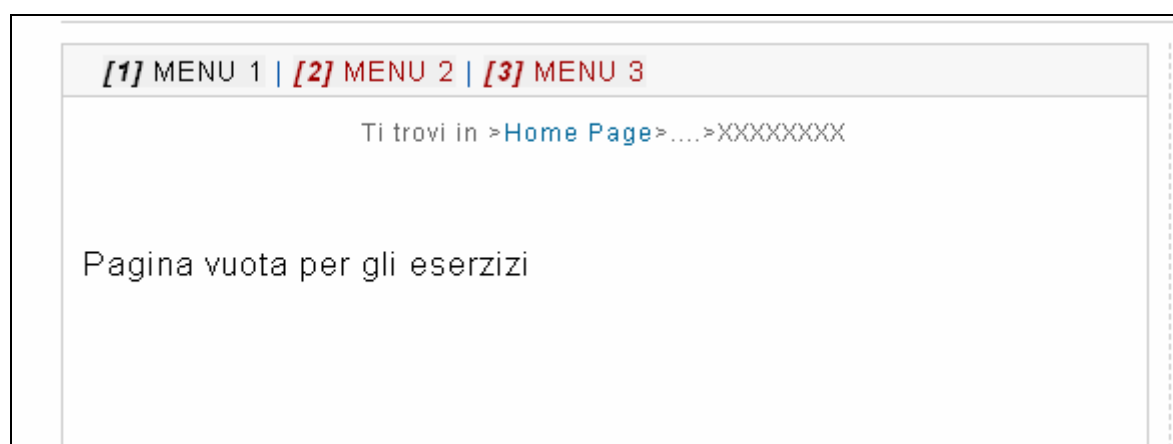 [1] MENU 1 | [2] MENU 2 | [3] MENU 3
Ti trovi in >Home Page>....>XXXXXXXX
Pagina vuota per gli eserzizi